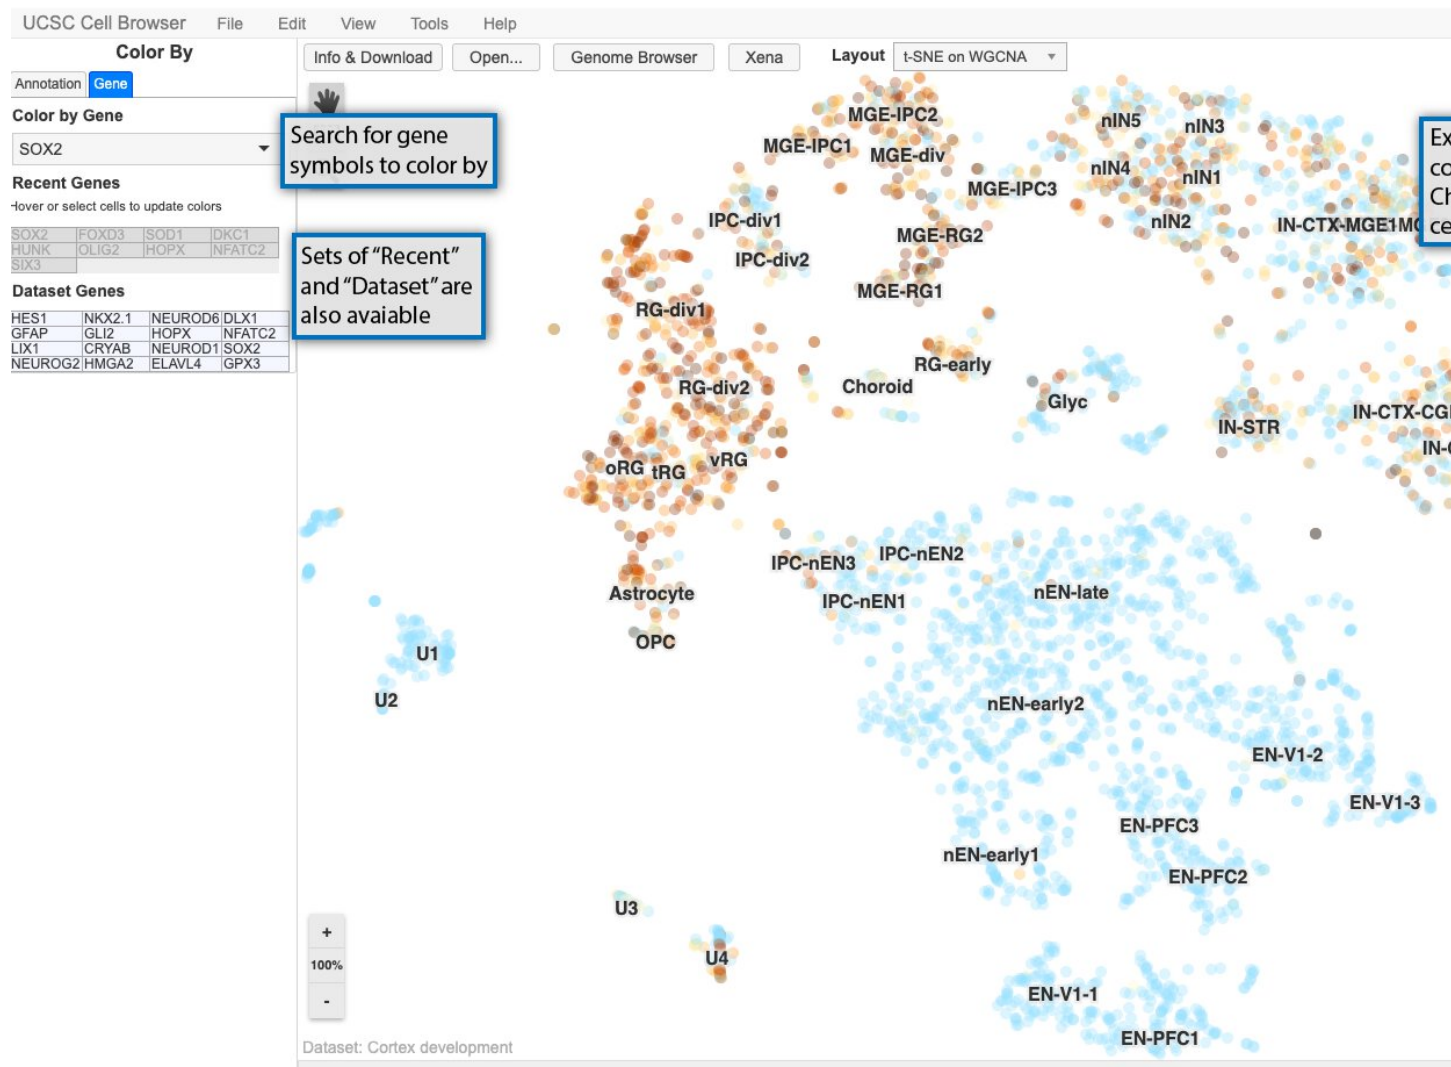 UCSC Cell Browser File Edit View Tools Help
Color By
Info & Download Open... Genome Browser Xena Layout t-SNE on WGCNA
Annotation Gene
Color by Gene
SOX2
Recent Genes
Hover or select cells to update colors
SOX2 FOXD3 SOD1 DKC1
HUNK OLIG2 HOPX NFATC2
SIX3
Dataset Genes
HES1 NKX2.1 NEUROD6 DLX1
GFAP GLI2 HOPX NFATC2
LIX1 CRYAB NEUROD1 SOX2
NEUROG2 HMGA2 ELAVL4 GPX3
Search for gene
symbols to color by
Sets of “Recent”
and “Dataset” are
also avaiable
MGE-IPC2
MGE-IPC1
MGE-div
MGE-IPC3
nIN5
nIN3
nIN4
nIN1
nIN2
IN-CTX-MGE1
IPC-div1
IPC-div2
MGE-RG2
MGE-RG1
RG-div1
RG-early
RG-div2
Choroid
Glyc
IN-STR
IN-CTX-CG
IN-
oRG
tRG
vRG
IPC-nEN3
IPC-nEN2
IPC-nEN1
nEN-late
Astrocyte
OPC
U1
U2
nEN-early2
EN-V1-2
EN-V1-3
EN-PFC3
nEN-early1
EN-PFC2
U3
U4
EN-V1-1
EN-PFC1
+
100%
-
Dataset: Cortex development